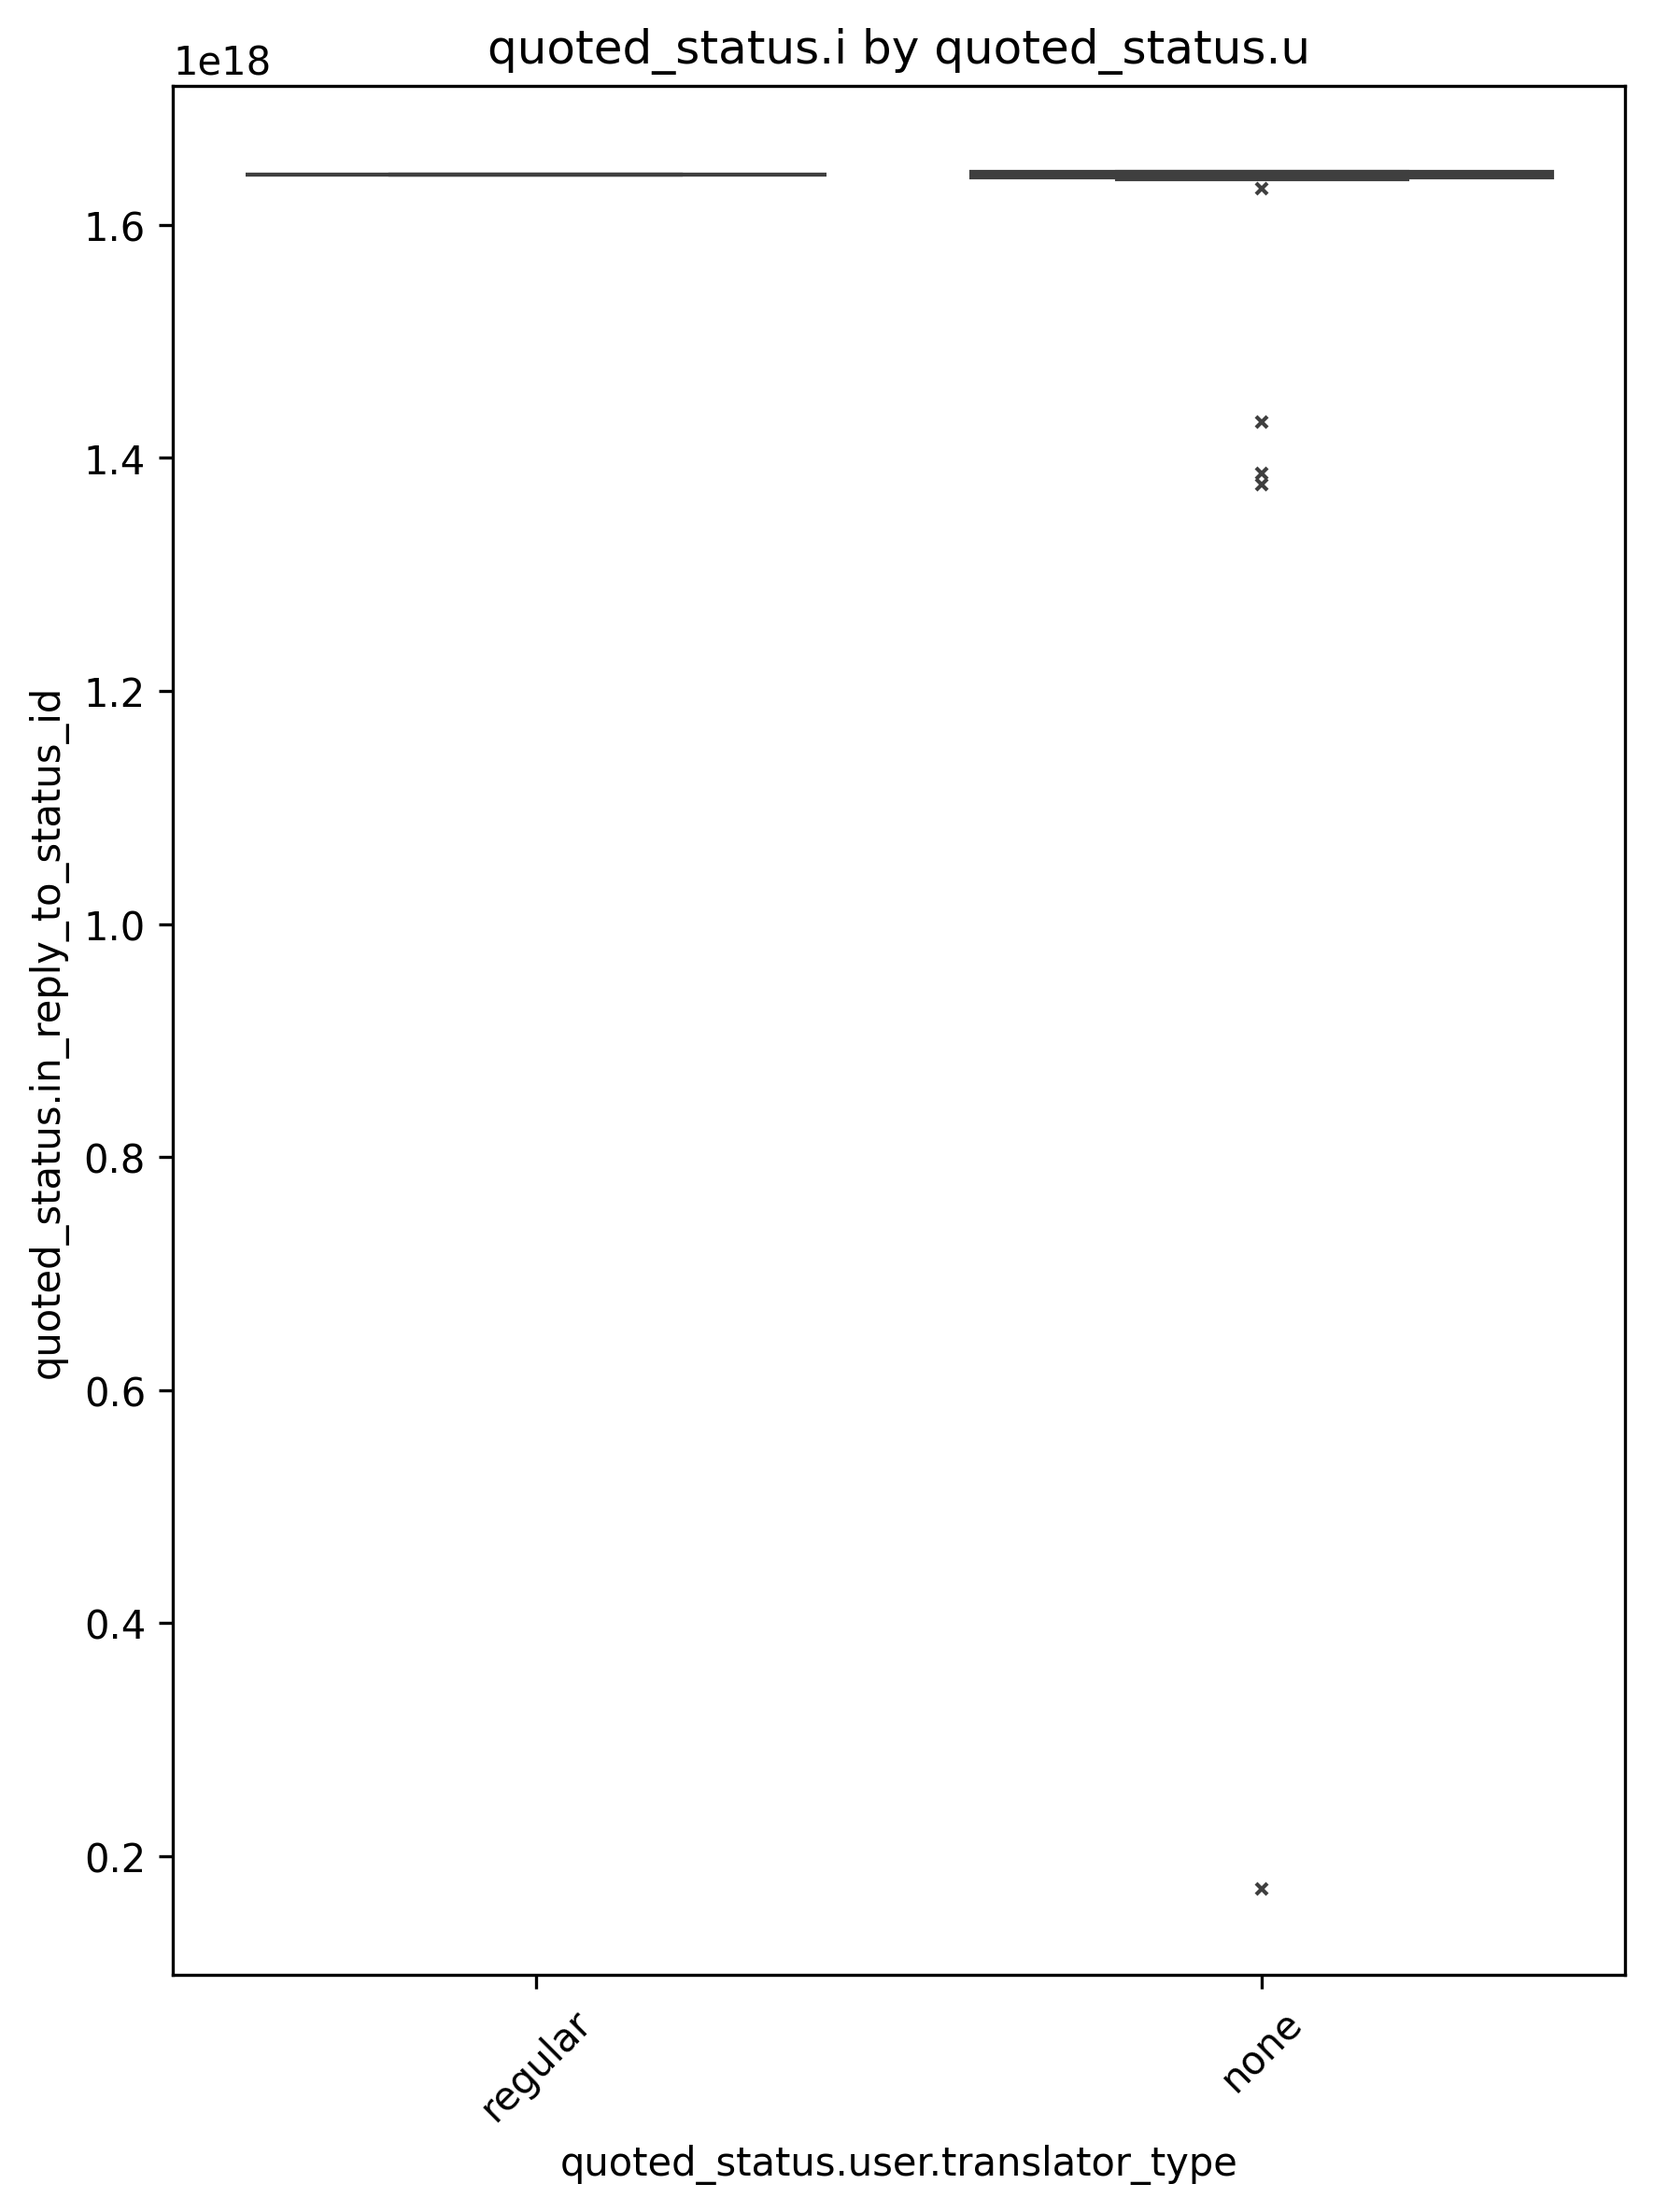 quoted_status.i by quoted_status.u
1e18
1.6
1.4
1.2
1.0
0.8
0.6
0.4
0.2
quoted_status.in_reply_to_status_id
regular
none
quoted_status.user.translator_type